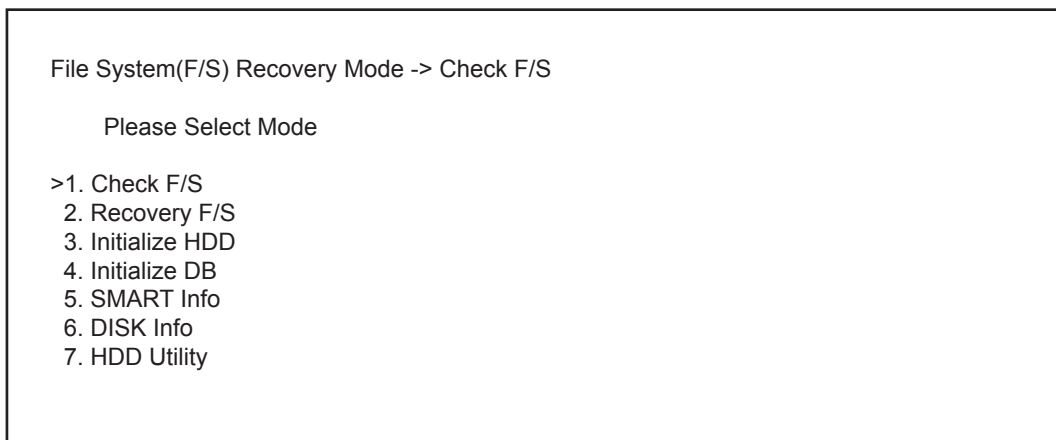 File System(F/S) Recovery Mode -> Check F/S
Please Select Mode
>1. Check F/S
2. Recovery F/S
3. Initialize HDD
4. Initialize DB
5. SMART Info
6. DISK Info
7. HDD Utility